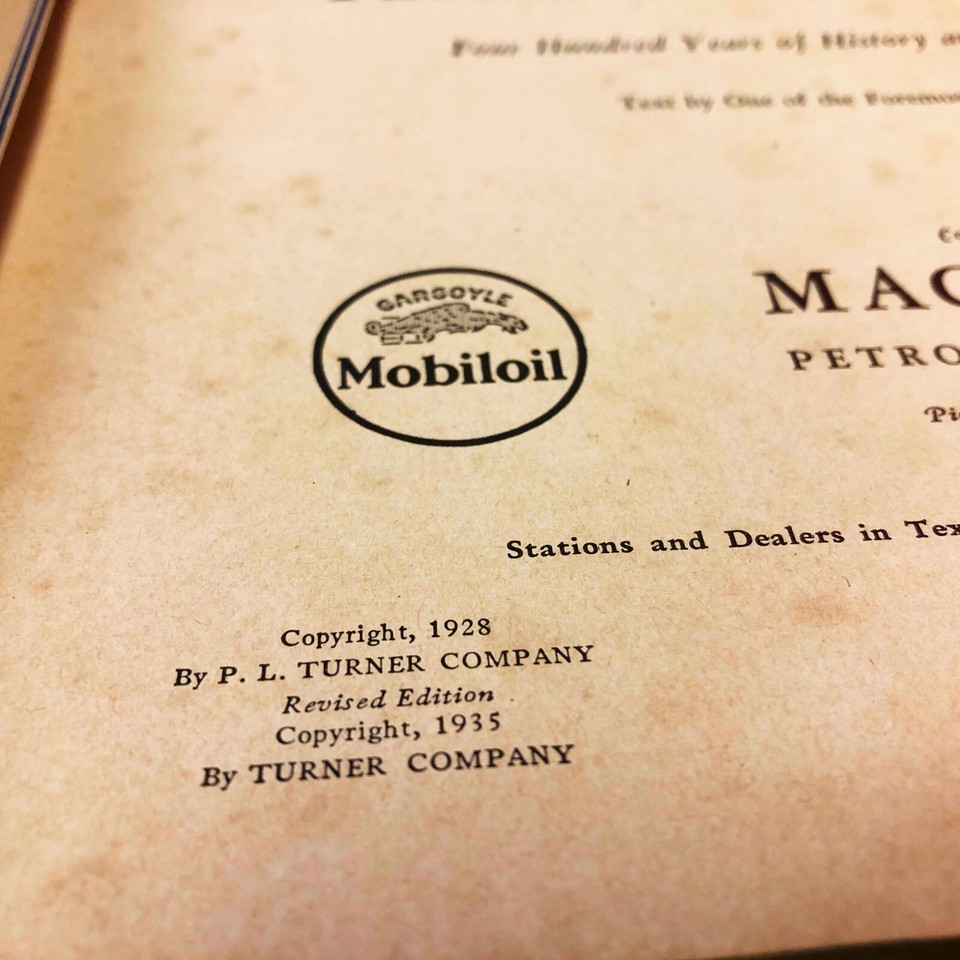 Four Hundred Years of History
Text by One of the
GARGOYLE
Mobiloil
MAG
PETRO
Stations and Dealers in Tex
Copyright, 1928
By P. L. TURNER COMPANY
Revised Edition
Copyright, 1935
By TURNER COMPANY